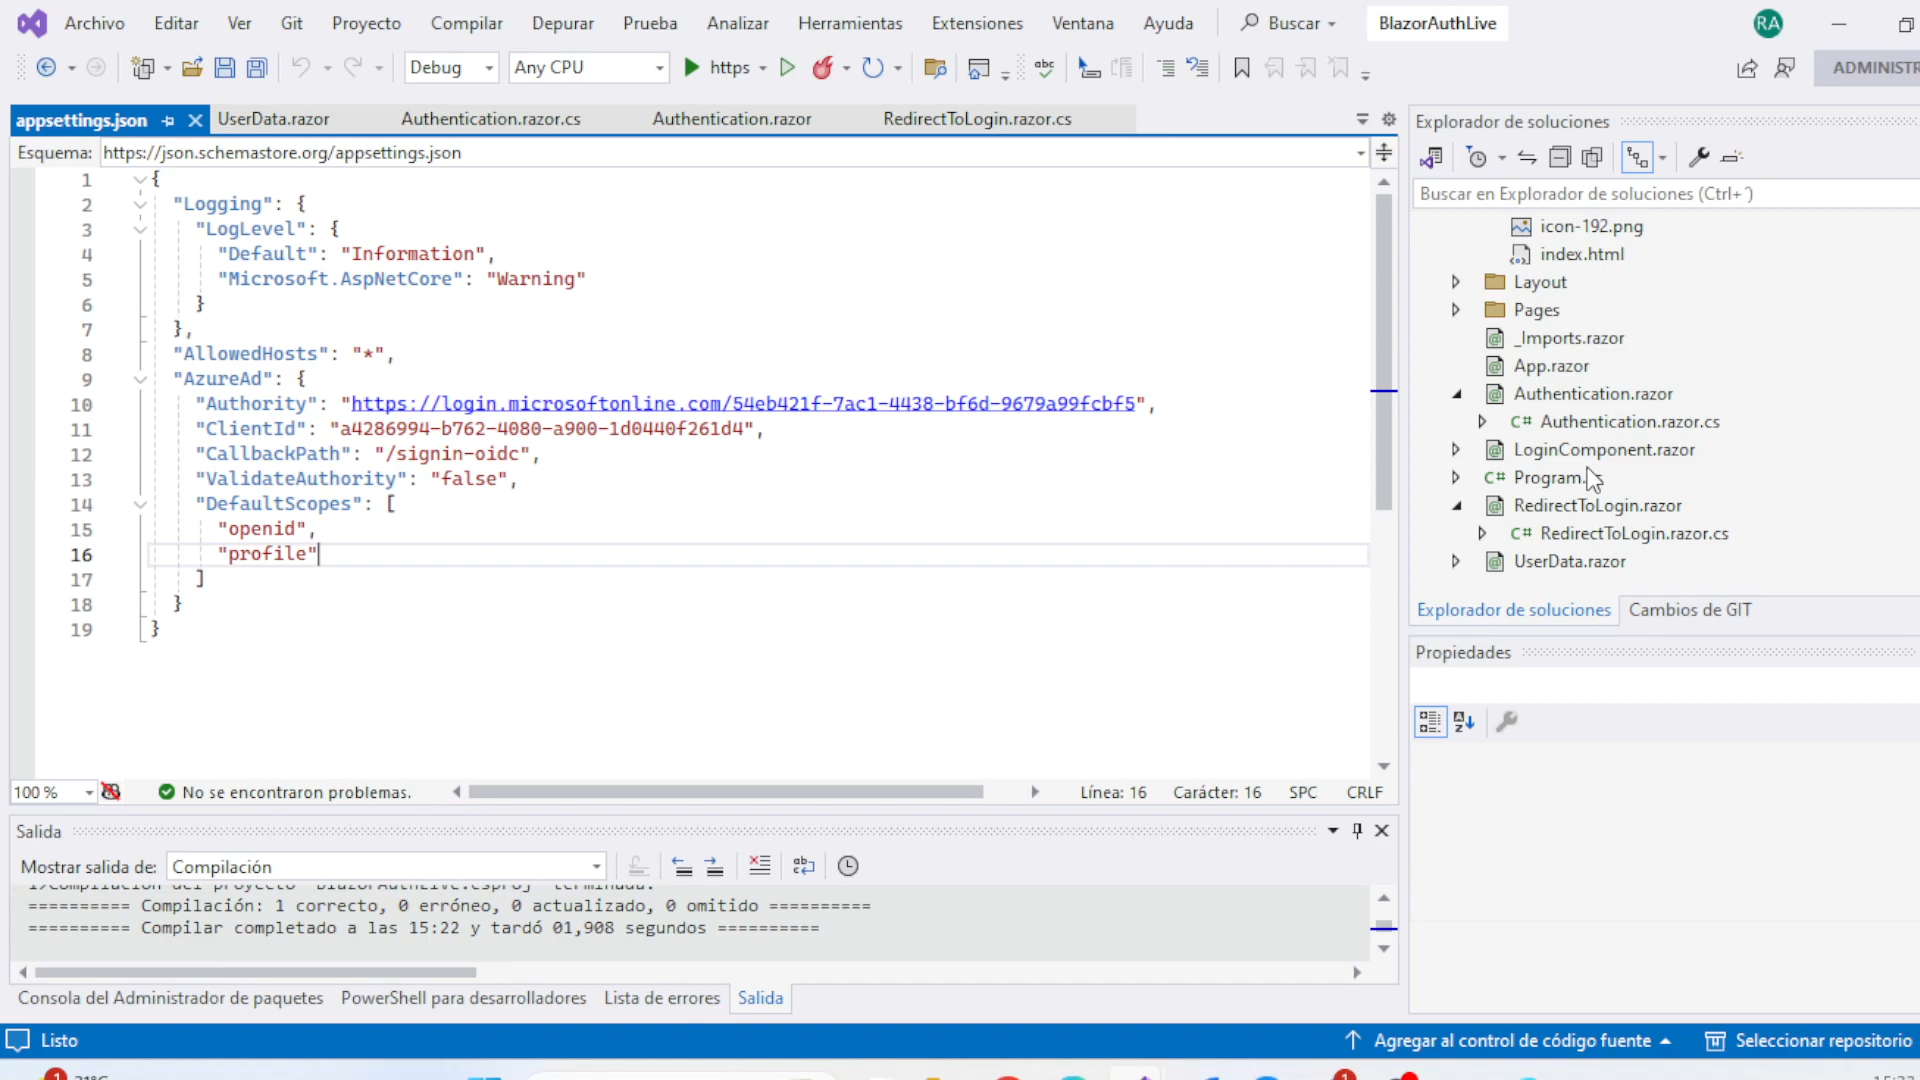 Archivo Editar Ver Git Proyecto Compilar Depurar Prueba Analizar Herramientas Extensiones Ventana Ayuda Buscar BlazorAuthLive RA
Debug Any CPU https ADMINISTR
appsettings.json UserData.razor Authentication.razor.cs Authentication.razor RedirectToLogin.razor.cs
Esquema: https://json.schemastore.org/appsettings.json
1 {
2 "Logging": {
3 "LogLevel": {
4 "Default": "Information",
5 "Microsoft.AspNetCore": "Warning"
6 }
7 },
8 "AllowedHosts": "*",
9 "AzureAd": {
10 "Authority": "https://login.microsoftonline.com/54eb421f-7ac1-4438-bf6d-9679a99fcbf5",
11 "ClientId": "a4286994-b762-4080-a900-1d0440f261d4",
12 "CallbackPath": "/signin-oidc",
13 "ValidateAuthority": "false",
14 "DefaultScopes": [
15 "openid",
16 "profile"
17 ]
18 }
19 }
100 % No se encontraron problemas. Línea: 16 Carácter: 16 SPC CRLF
Salida
Mostrar salida de: Compilación
========== Compilación: 1 correcto, 0 erróneo, 0 actualizado, 0 omitido ==========
========== Compilar completado a las 15:22 y tardó 01,908 segundos ==========
Consola del Administrador de paquetes PowerShell para desarrolladores Lista de errores Salida
Explorador de soluciones
Buscar en Explorador de soluciones (Ctrl+´)
icon-192.png
index.html
Layout
Pages
_Imports.razor
App.razor
Authentication.razor
C# Authentication.razor.cs
LoginComponent.razor
C# Program.
RedirectToLogin.razor
C# RedirectToLogin.razor.cs
UserData.razor
Explorador de soluciones Cambios de GIT
Propiedades
Listo Agregar al control de código fuente Seleccionar repositorio